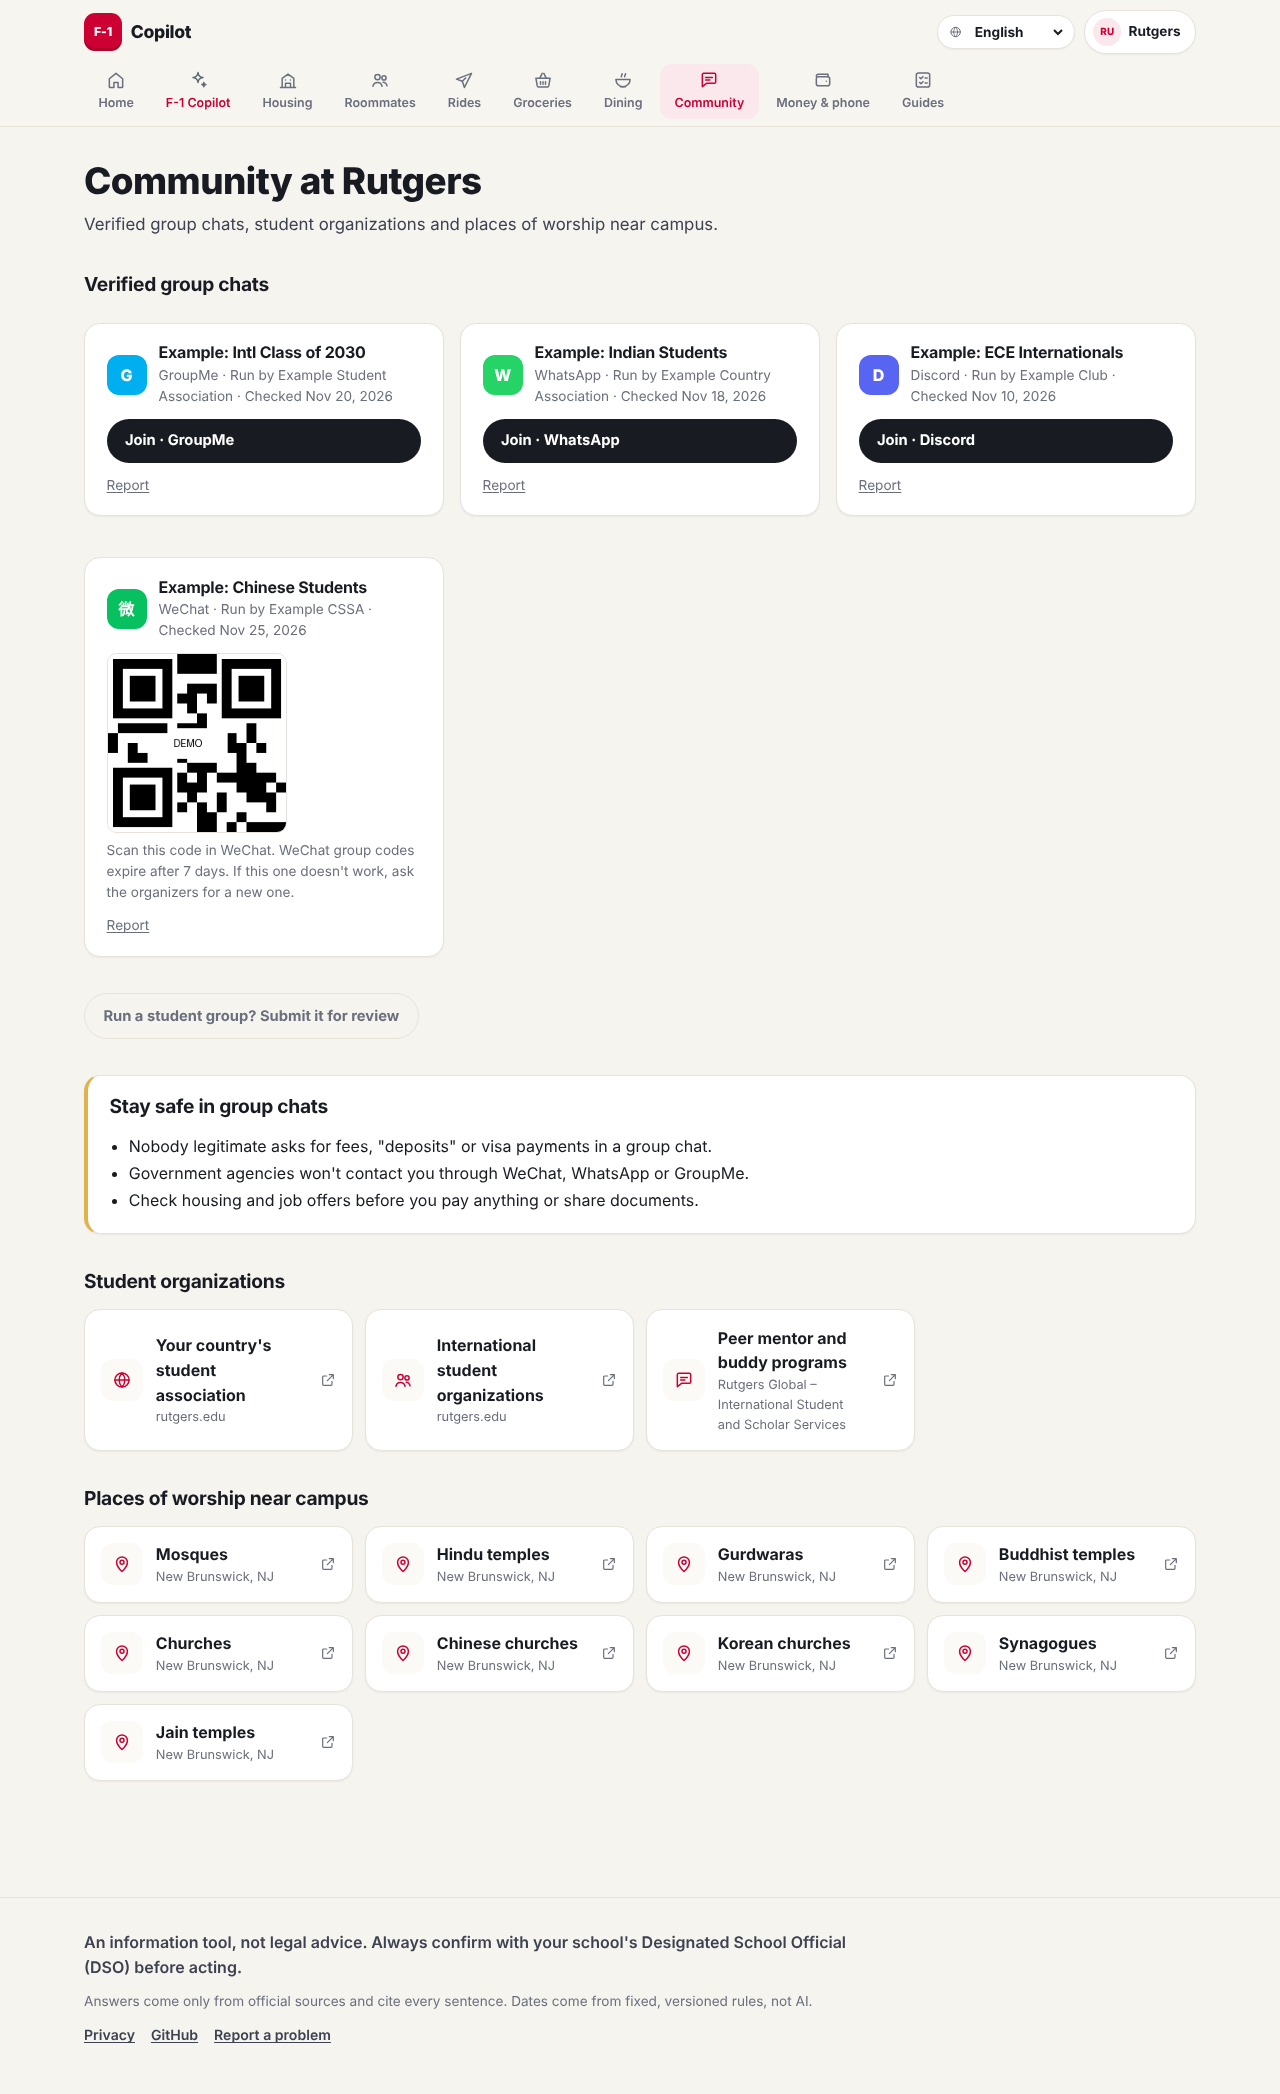 F-1 Copilot
English
RU Rutgers
Home
F-1 Copilot
Housing
Roommates
Rides
Groceries
Dining
Community
Money & phone
Guides
Community at Rutgers
Verified group chats, student organizations and places of worship near campus.
Verified group chats
G
Example: Intl Class of 2030
GroupMe · Run by Example Student
Association · Checked Nov 20, 2026
Join · GroupMe
Report
W
Example: Indian Students
WhatsApp · Run by Example Country
Association · Checked Nov 18, 2026
Join · WhatsApp
Report
D
Example: ECE Internationals
Discord · Run by Example Club ·
Checked Nov 10, 2026
Join · Discord
Report
微
Example: Chinese Students
WeChat · Run by Example CSSA ·
Checked Nov 25, 2026
DEMO
Scan this code in WeChat. WeChat group codes
expire after 7 days. If this one doesn't work, ask
the organizers for a new one.
Report
Run a student group? Submit it for review
Stay safe in group chats
• Nobody legitimate asks for fees, "deposits" or visa payments in a group chat.
• Government agencies won't contact you through WeChat, WhatsApp or GroupMe.
• Check housing and job offers before you pay anything or share documents.
Student organizations
Your country's
student
association
rutgers.edu
International
student
organizations
rutgers.edu
Peer mentor and
buddy programs
Rutgers Global –
International Student
and Scholar Services
Places of worship near campus
Mosques
New Brunswick, NJ
Hindu temples
New Brunswick, NJ
Gurdwaras
New Brunswick, NJ
Buddhist temples
New Brunswick, NJ
Churches
New Brunswick, NJ
Chinese churches
New Brunswick, NJ
Korean churches
New Brunswick, NJ
Synagogues
New Brunswick, NJ
Jain temples
New Brunswick, NJ
An information tool, not legal advice. Always confirm with your school's Designated School Official
(DSO) before acting.
Answers come only from official sources and cite every sentence. Dates come from fixed, versioned rules, not AI.
Privacy GitHub Report a problem